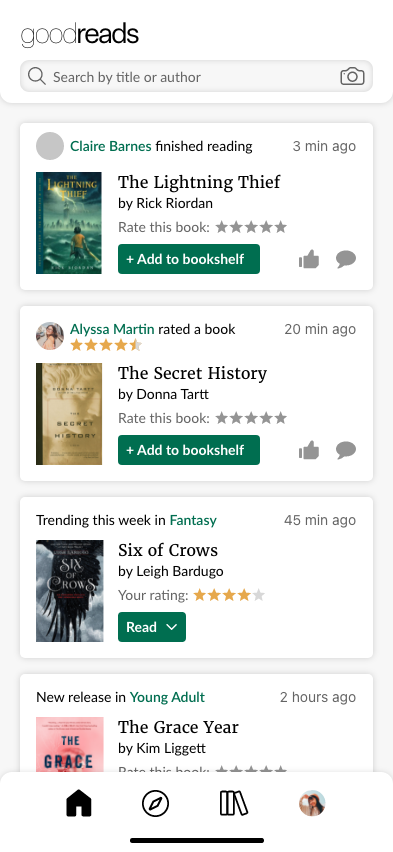 goodreads
Search by title or author
Claire Barnes finished reading 3 min ago
THE LIGHTNING THIEF
RICK RIORDAN
The Lightning Thief
by Rick Riordan
Rate this book:
+ Add to bookshelf
Alyssa Martin rated a book 20 min ago
DONNA TARTT
THE
SECRET
HISTORY
The Secret History
by Donna Tartt
Rate this book:
+ Add to bookshelf
Trending this week in Fantasy 45 min ago
SIX
OF
CROWS
Six of Crows
by Leigh Bardugo
Your rating:
Read
New release in Young Adult 2 hours ago
THE
GRACE
The Grace Year
by Kim Liggett
Rate this book: